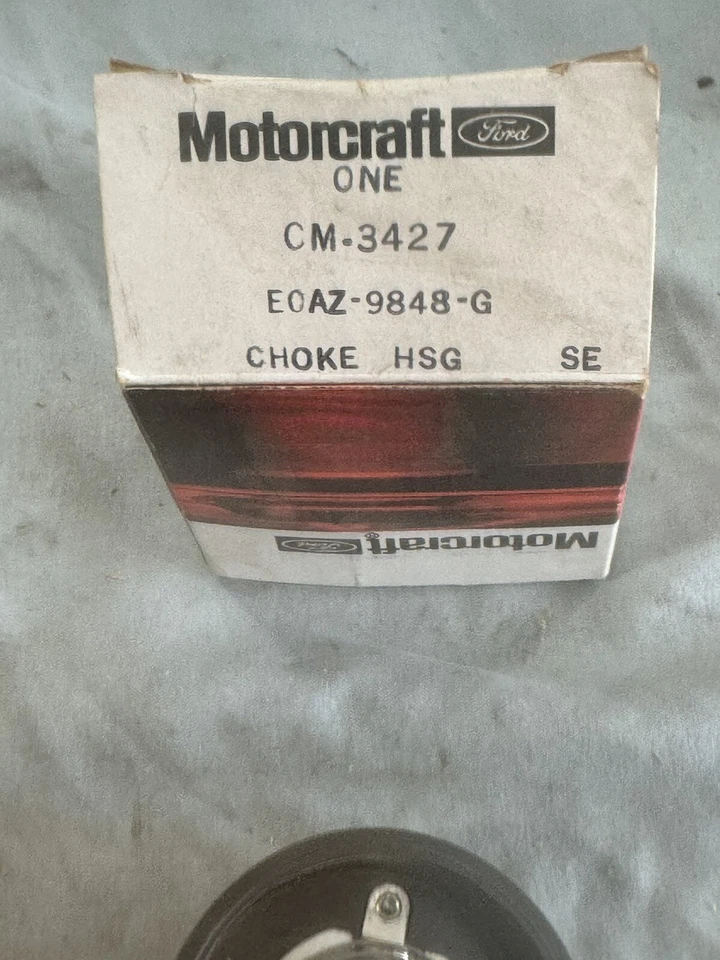 Motorcraft Ford
ONE
CM-3427
E0AZ-9848-G
CHOKE HSG SE
Motorcraft® Ford